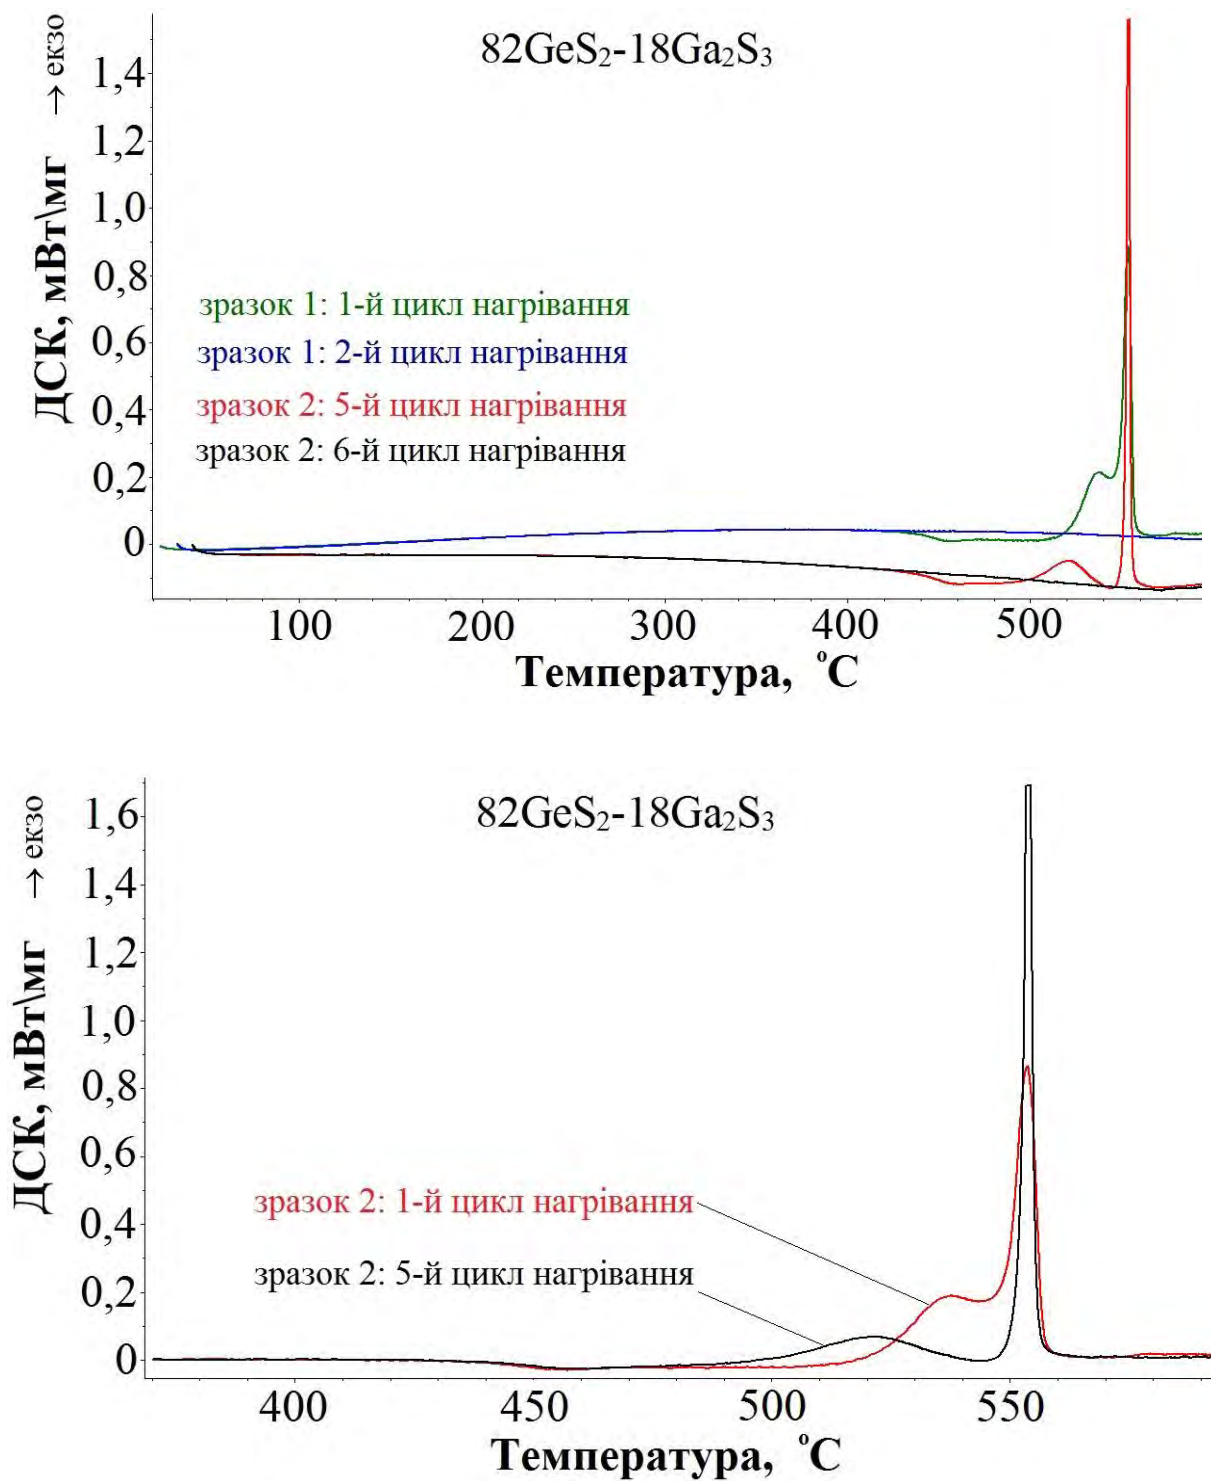 82GeS₂-18Ga₂S₃
ДСК, мВт\мг → екзо
1,4
1,2
1,0
0,8
0,6
0,4
0,2
0
зразок 1: 1-й цикл нагрівання
зразок 1: 2-й цикл нагрівання
зразок 2: 5-й цикл нагрівання
зразок 2: 6-й цикл нагрівання
100 200 300 400 500
Температура, °C
82GeS₂-18Ga₂S₃
ДСК, мВт\мг → екзо
1,6
1,4
1,2
1,0
0,8
0,6
0,4
0,2
0
зразок 2: 1-й цикл нагрівання
зразок 2: 5-й цикл нагрівання
400 450 500 550
Температура, °C